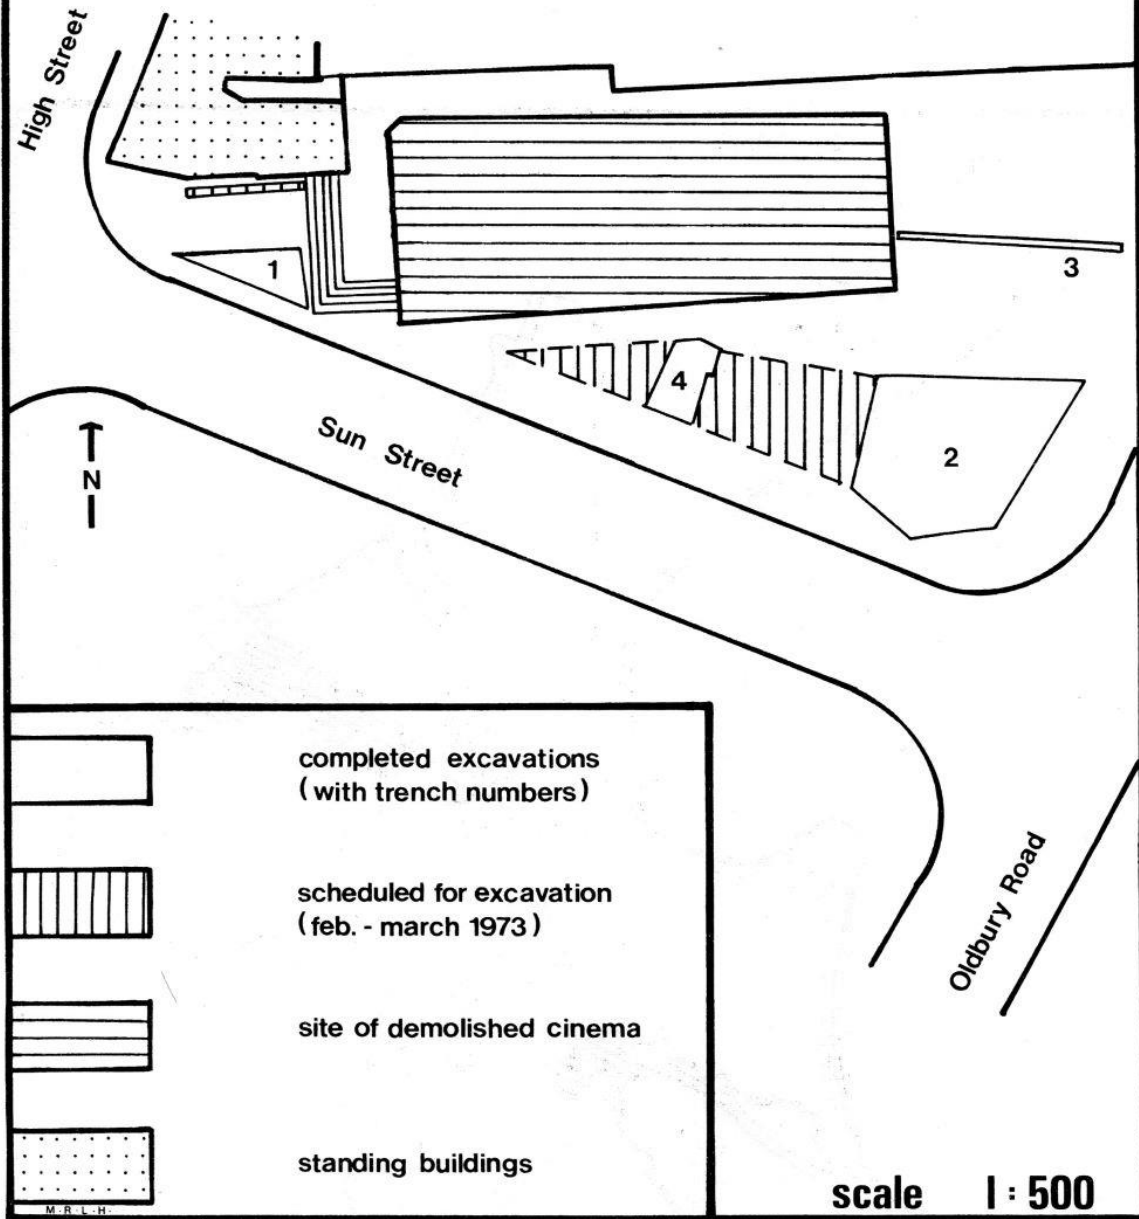 High Street
1
3
4
2
Sun Street
N
completed excavations
(with trench numbers)
scheduled for excavation
(feb. - march 1973)
site of demolished cinema
standing buildings
Oldbury Road
M·R·L·H·
scale 1:500